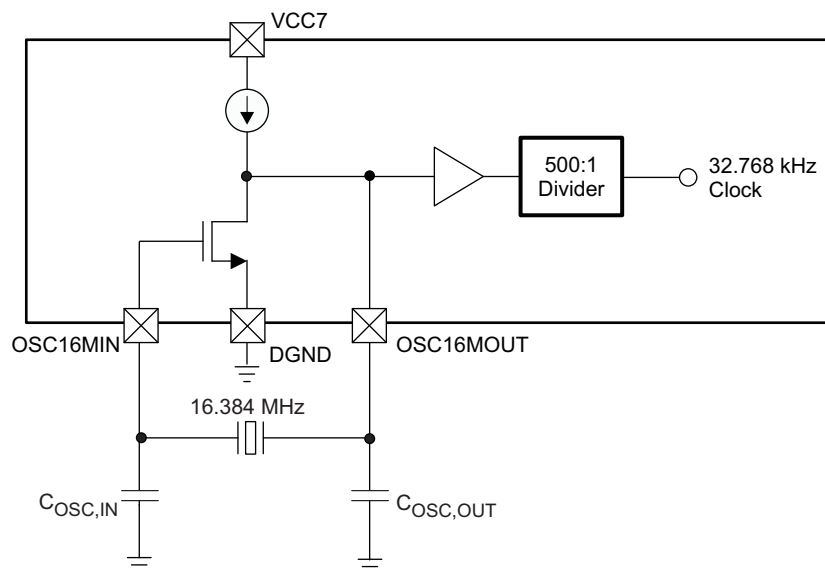 VCC7
500:1
Divider
32.768 kHz
Clock
OSC16MIN
DGND
OSC16MOUT
16.384 MHz
COSC,IN
COSC,OUT